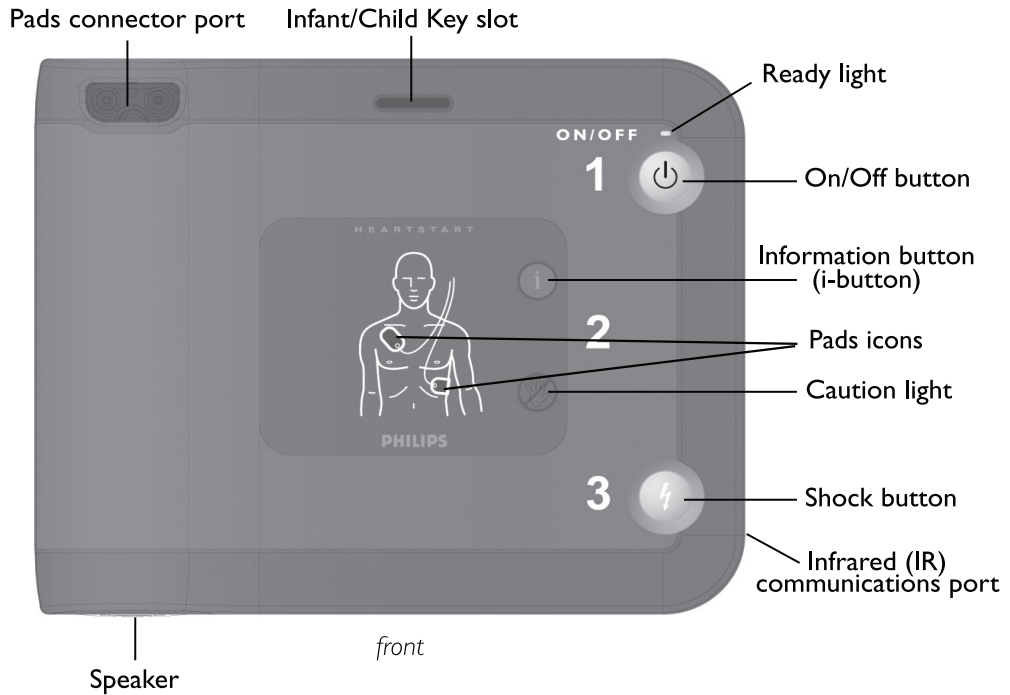 Pads connector port
Infant/Child Key slot
Ready light
ON/OFF
1
On/Off button
HEARTSTART
i
Information button
(i-button)
2
Pads icons
Caution light
PHILIPS
3
Shock button
Infrared (IR)
communications port
front
Speaker